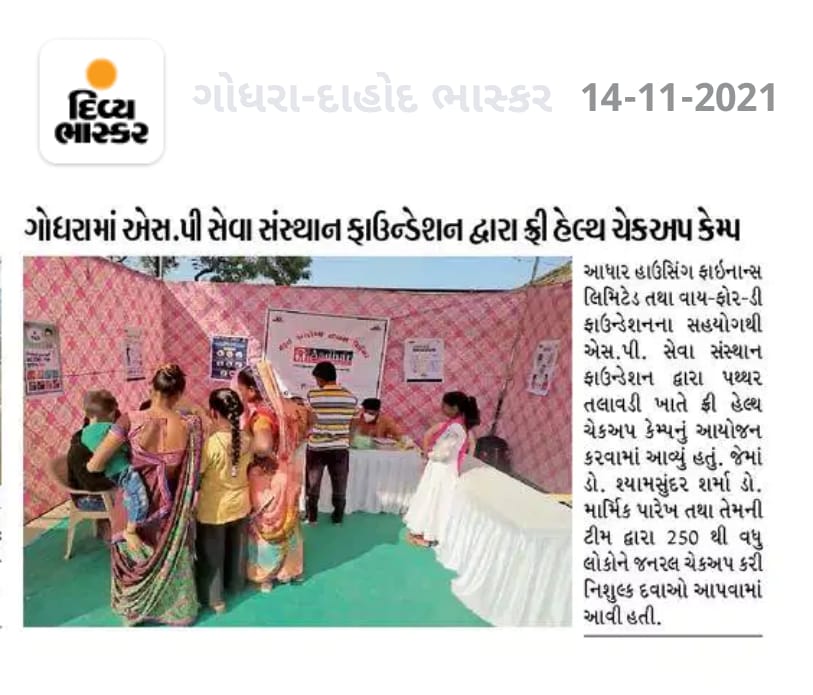 દિવ્ય
ભાસ્કર
ગોધરા-દાહોદ ભાસ્કર 14-11-2021
ગોધરામાં એસ.પી સેવા સંસ્થાન ફાઉન્ડેશન દ્વારા ફ્રી હેલ્થ ચેકઅપ કેમ્પ
Aadhar
આધાર હાઉસિંગ ફાઇનાન્સ
લિમિટેડ તથા વાય-ફોર-ડી
ફાઉન્ડેશનના સહયોગથી
એસ.પી. સેવા સંસ્થાન
ફાઉન્ડેશન દ્વારા પથ્થર
તલાવડી ખાતે ફ્રી હેલ્થ
ચેકઅપ કેમ્પનું આયોજન
કરવામાં આવ્યું હતું. જેમાં
ડો. શ્યામસુંદર શર્મા ડો.
માર્મિક પારેખ તથા તેમની
ટીમ દ્વારા 250 થી વધુ
લોકોને જનરલ ચેકઅપ કરી
નિશુલ્ક દવાઓ આપવામાં
આવી હતી.